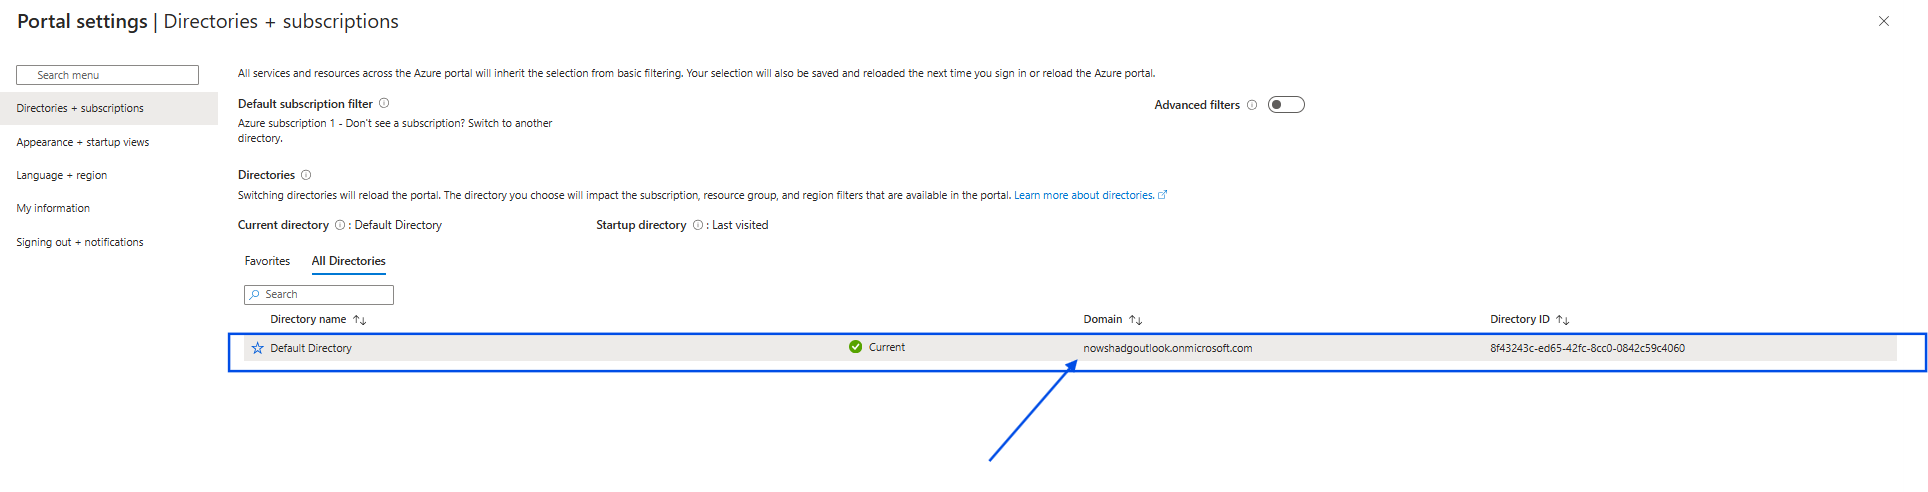 Portal settings | Directories + subscriptions
Search menu
Directories + subscriptions
Appearance + startup views
Language + region
My information
Signing out + notifications
All services and resources across the Azure portal will inherit the selection from basic filtering. Your selection will also be saved and reloaded the next time you sign in or reload the Azure portal.
Default subscription filter
Advanced filters
Azure subscription 1 - Don't see a subscription? Switch to another
directory.
Directories
Switching directories will reload the portal. The directory you choose will impact the subscription, resource group, and region filters that are available in the portal. Learn more about directories.
Current directory : Default Directory
Startup directory : Last visited
Favorites All Directories
Search
Directory name Domain Directory ID
Default Directory Current nowshadgoutlook.onmicrosoft.com 8f43243c-ed65-42fc-8cc0-0842c59c4060